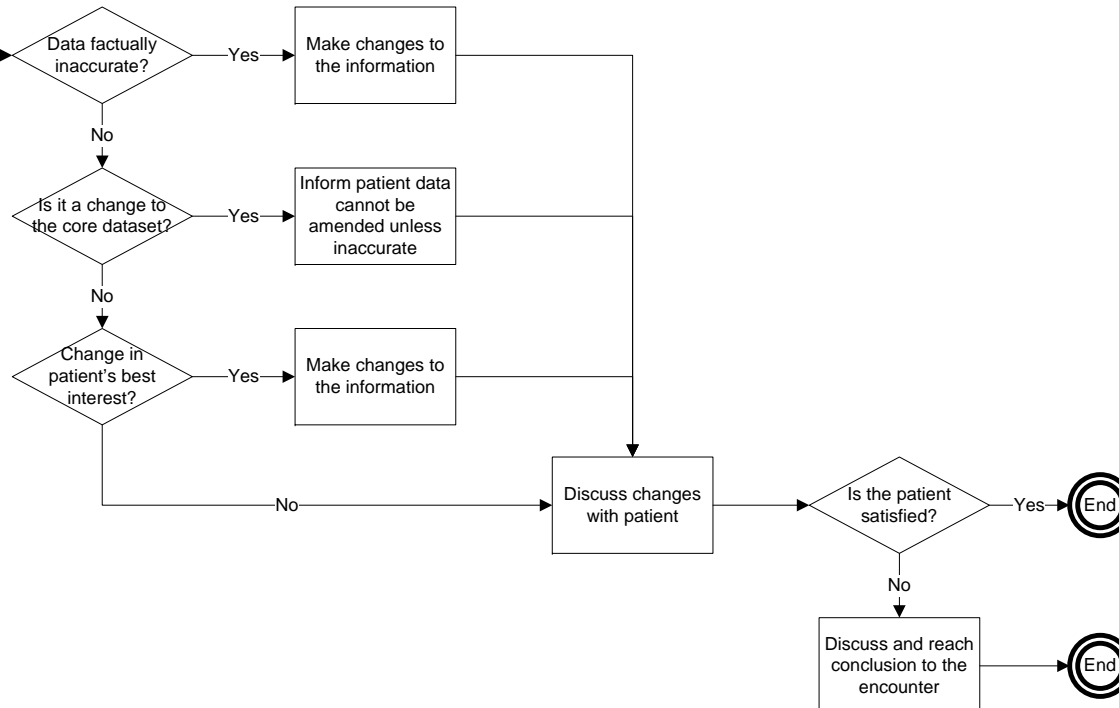 Data factually
inaccurate?
Yes
Make changes to
the information
No
Is it a change to
the core dataset?
Yes
Inform patient data
cannot be
amended unless
inaccurate
No
Change in
patient's best
interest?
Yes
Make changes to
the information
No
Discuss changes
with patient
Is the patient
satisfied?
Yes
End
No
Discuss and reach
conclusion to the
encounter
End